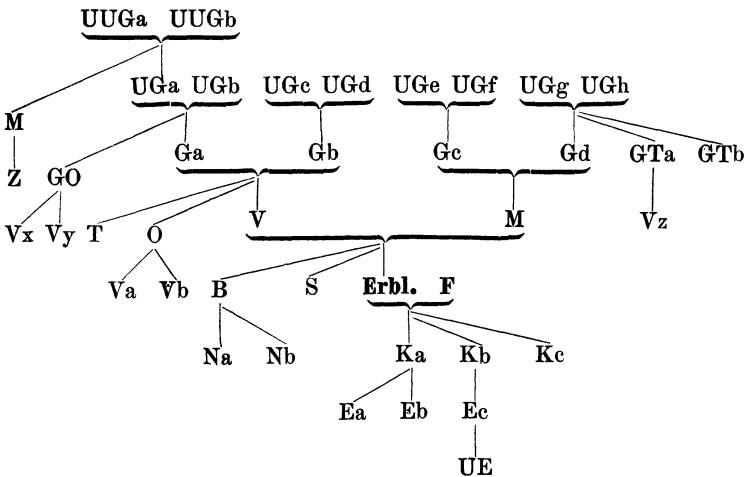 UUGa UUGb
UGa UGb UGc UGd UGe UGf UGg UGh
M
Ga Gb Gc Gd GTa GTb
Z GO
V M Vz
Vx Vy T O
Va Vb B S Erbl. F
Na Nb Ka Kb Kc
Ea Eb Ec
UE